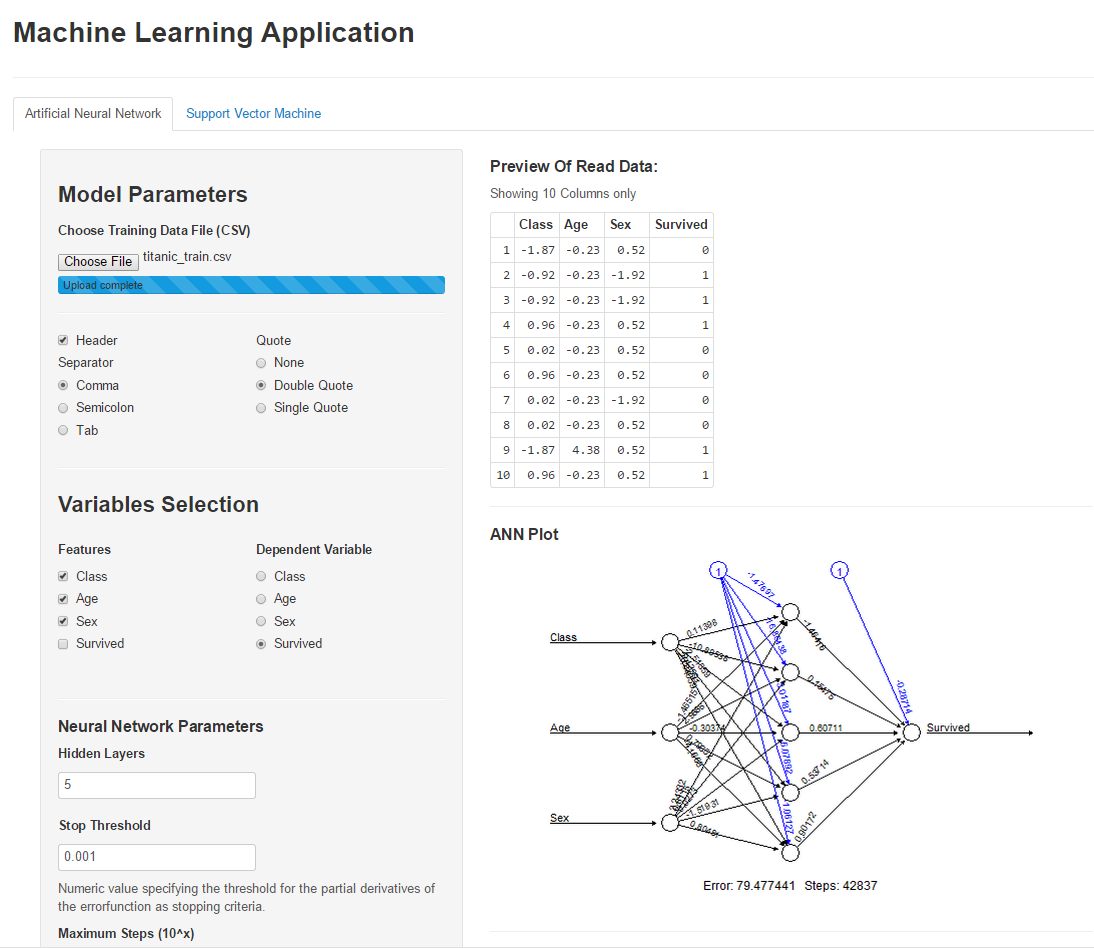 Machine Learning Application
Artificial Neural Network
Support Vector Machine
Model Parameters
Choose Training Data File (CSV)
Choose File titanic_train.csv
Upload complete
Header
Separator
Comma
Semicolon
Tab
Quote
None
Double Quote
Single Quote
Variables Selection
Features
Class
Age
Sex
Survived
Dependent Variable
Class
Age
Sex
Survived
Neural Network Parameters
Hidden Layers
5
Stop Threshold
0.001
Numeric value specifying the threshold for the partial derivatives of
the errorfunction as stopping criteria.
Maximum Steps (10^x)
Preview Of Read Data:
Showing 10 Columns only
Class Age Sex Survived
1 -1.87 -0.23 0.52 0
2 -0.92 -0.23 -1.92 1
3 -0.92 -0.23 -1.92 1
4 0.96 -0.23 0.52 1
5 0.02 -0.23 0.52 0
6 0.96 -0.23 0.52 0
7 0.02 -0.23 -1.92 0
8 0.02 -0.23 0.52 0
9 -1.87 4.38 0.52 1
10 0.96 -0.23 0.52 1
ANN Plot
1
1
-1.47697
0.11398
-0.28714
0.15475
-0.30374
0.60711
0.53714
-1.51931
0.80481
0.90172
Class
Age
Sex
Survived
Error: 79.477441 Steps: 42837